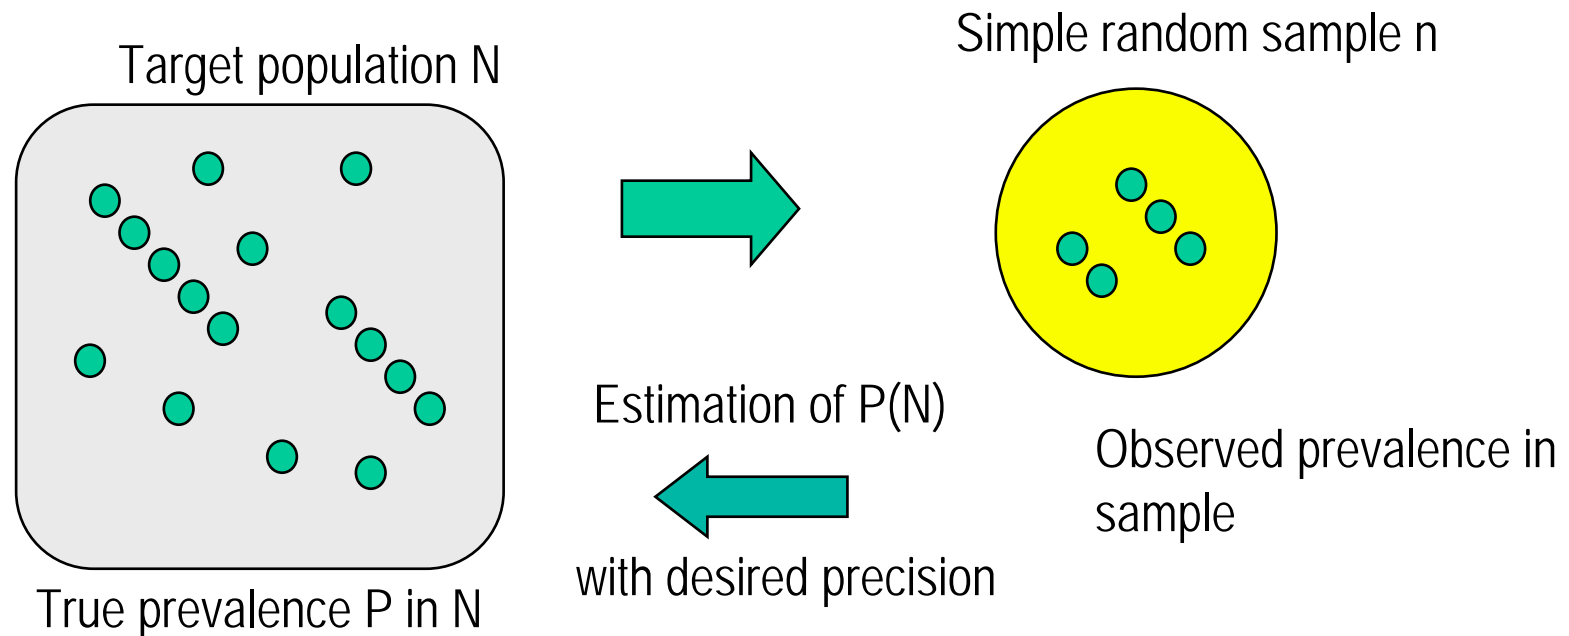 Target population N
Simple random sample n
Estimation of P(N)
Observed prevalence in
sample
with desired precision
True prevalence P in N